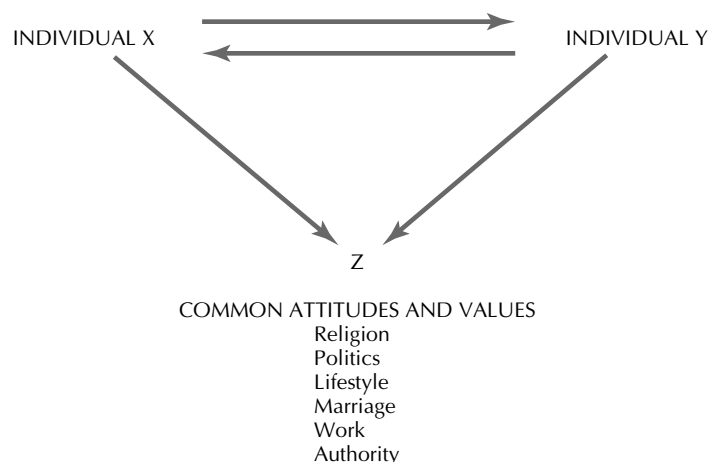 INDIVIDUAL X
INDIVIDUAL Y
Z
COMMON ATTITUDES AND VALUES
Religion
Politics
Lifestyle
Marriage
Work
Authority